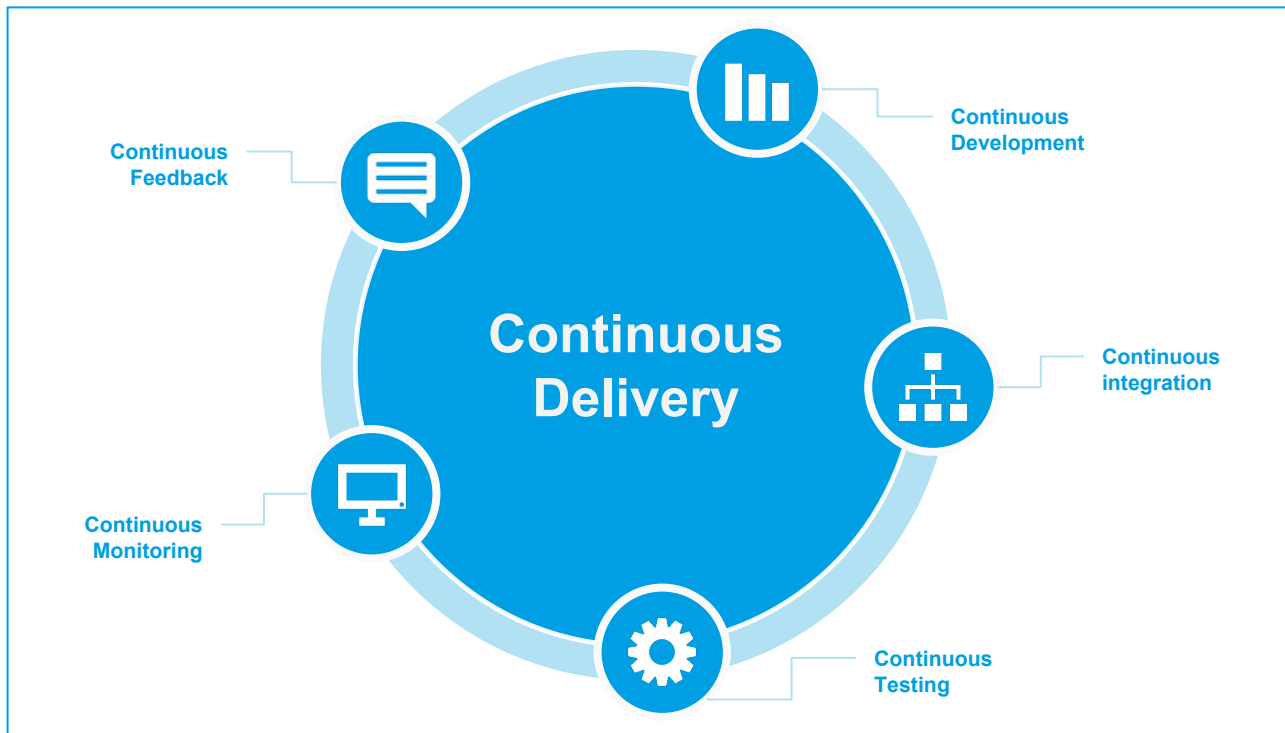 Continuous
Development
Continuous
Feedback
Continuous
Delivery
Continuous
integration
Continuous
Monitoring
Continuous
Testing